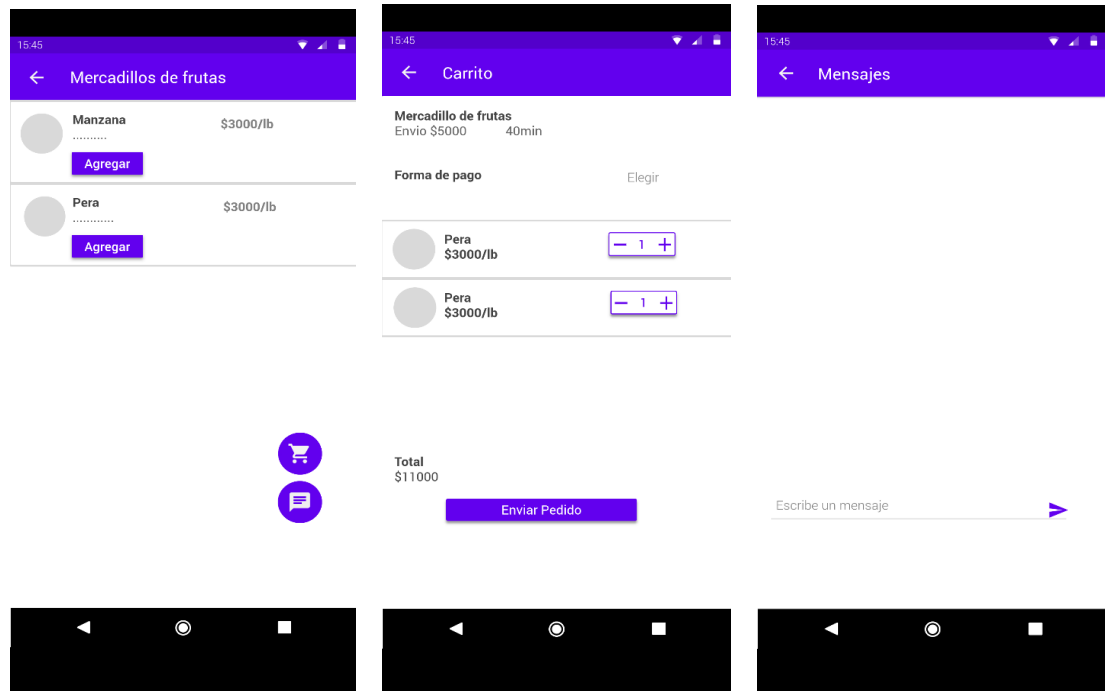 15:45
Mercadillos de frutas
Manzana
$3000/lb
..........
Agregar
Pera
$3000/lb
............
Agregar
15:45
Carrito
Mercadillo de frutas
Envio $5000 40min
Forma de pago
Elegir
Pera
$3000/lb
1
Pera
$3000/lb
1
Total
$11000
Enviar Pedido
15:45
Mensajes
Escribe un mensaje